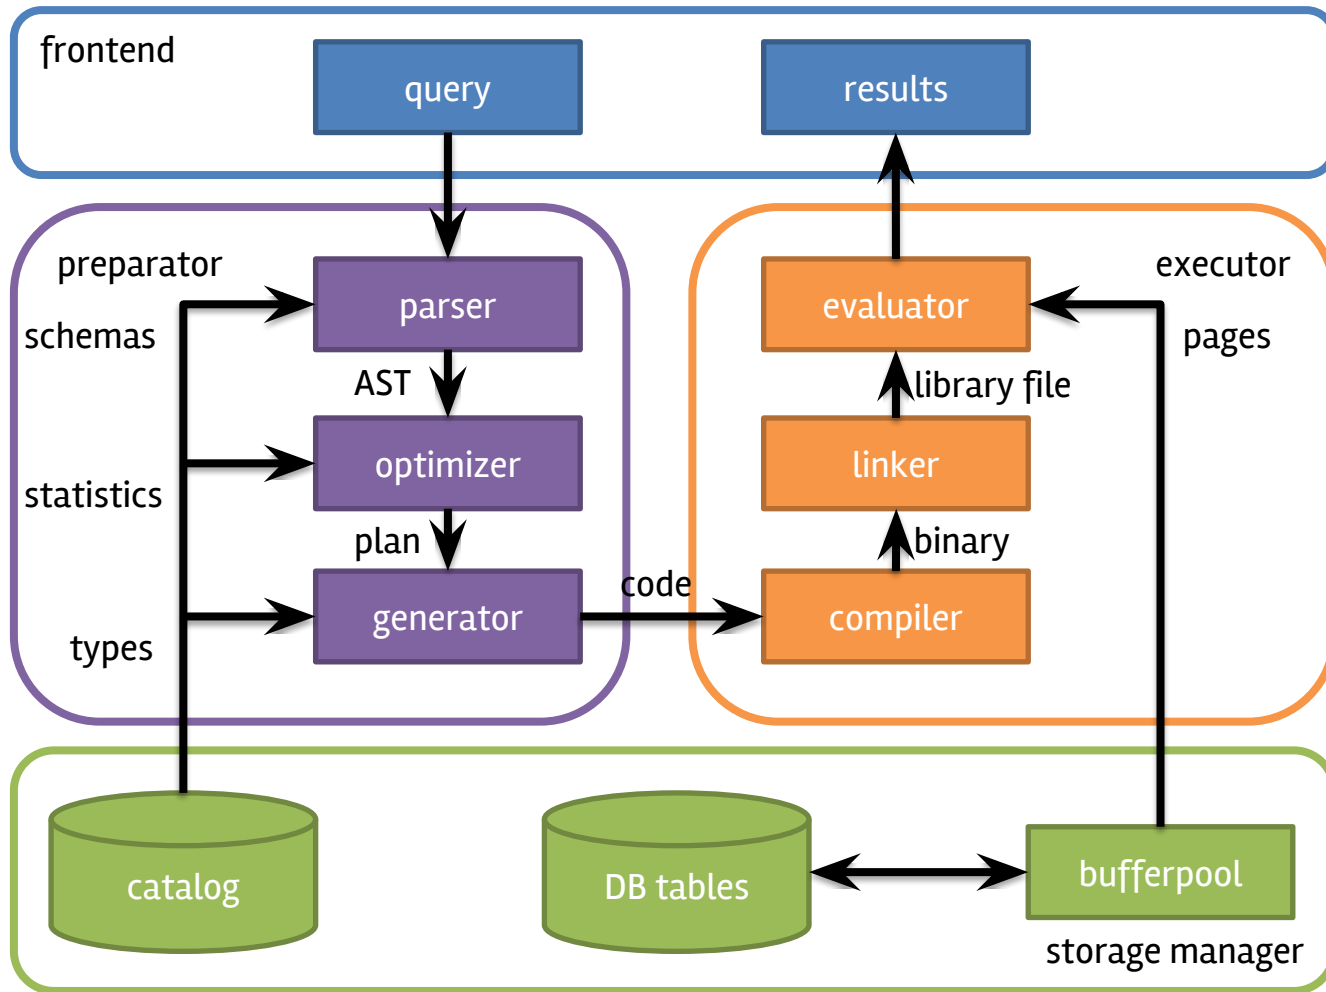 frontend
query
results
preparator
executor
parser
evaluator
schemas
pages
AST
library file
optimizer
linker
statistics
plan
binary
code
generator
compiler
types
catalog
DB tables
bufferpool
storage manager